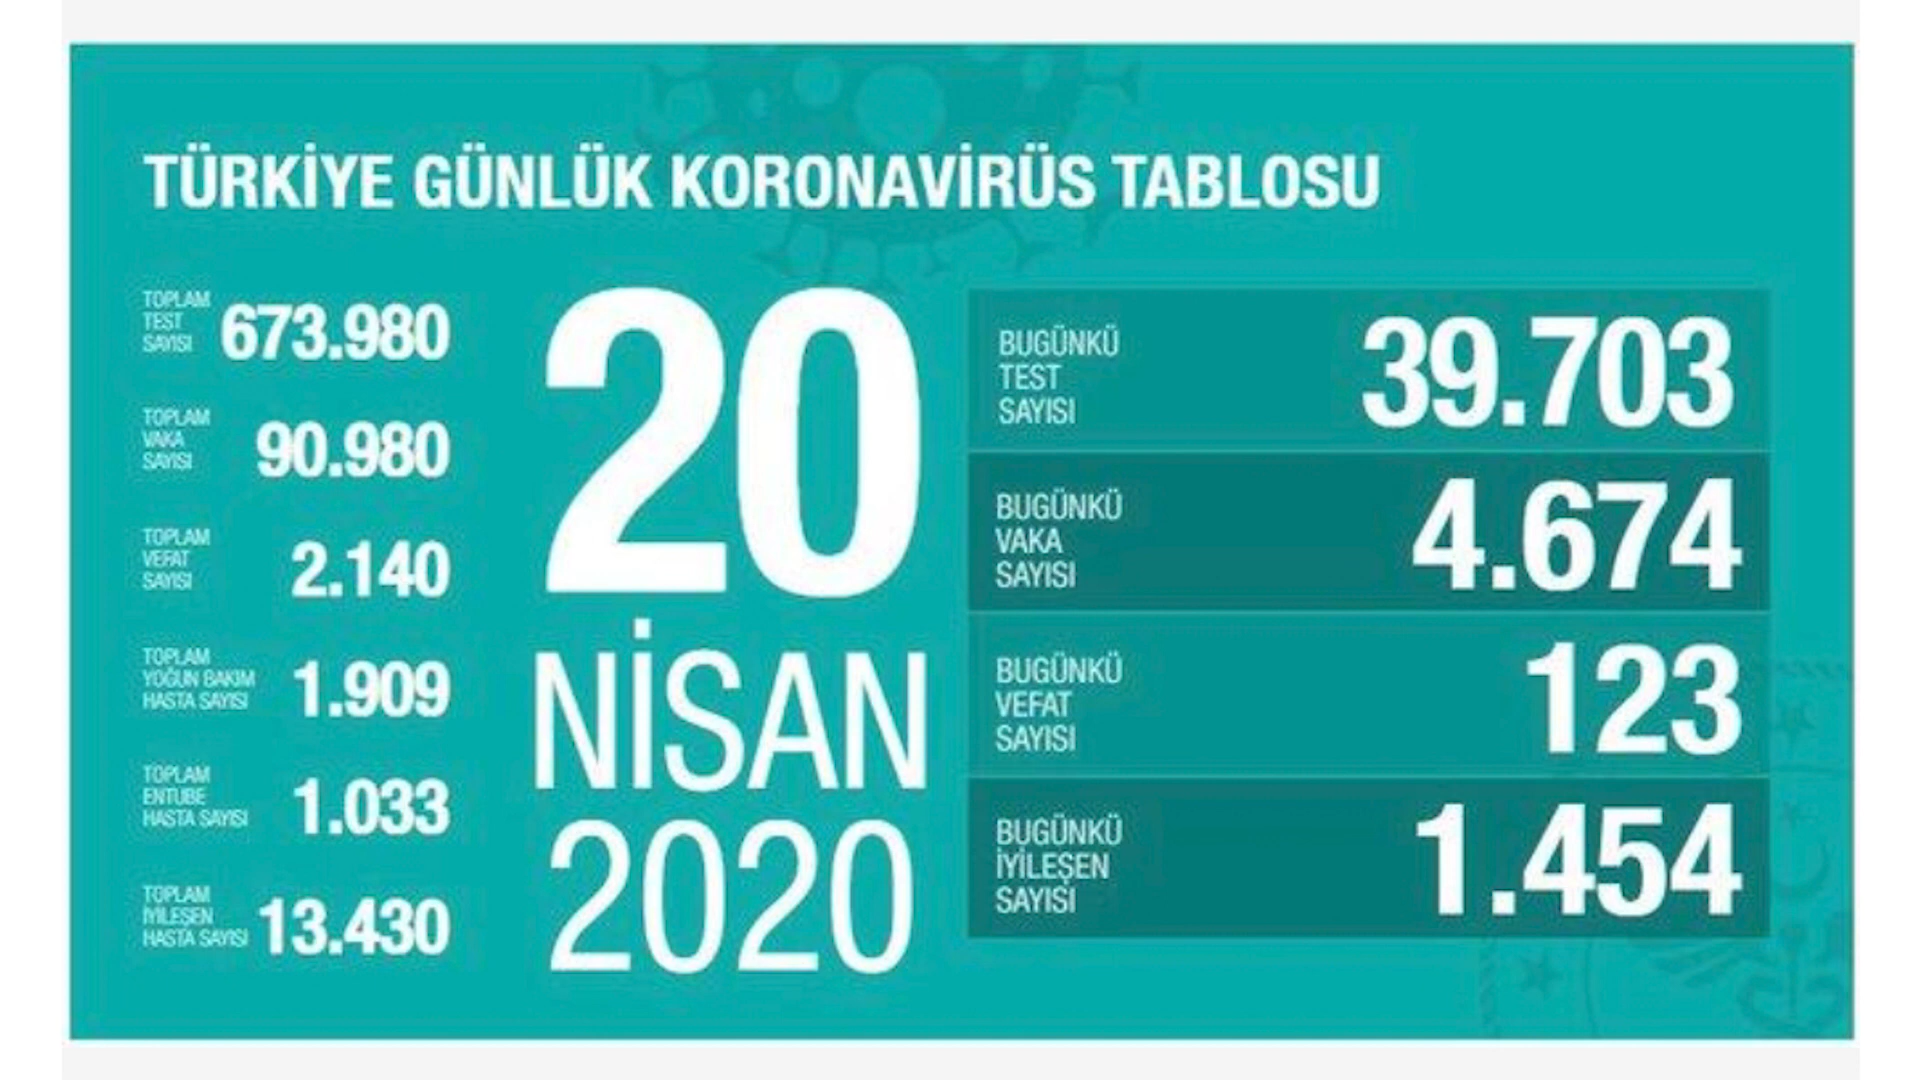 TÜRKİYE GÜNLÜK KORONAVİRÜS TABLOSU
TOPLAM
TEST
SAYISI
673.980
TOPLAM
VAKA
SAYISI
90.980
TOPLAM
VEFAT
SAYISI
2.140
TOPLAM
YOĞUN BAKIM
HASTA SAYISI
1.909
TOPLAM
ENTUBE
HASTA SAYISI
1.033
TOPLAM
İYİLEŞEN
HASTA SAYISI
13.430
20
NİSAN
2020
BUGÜNKÜ
TEST
SAYISI
39.703
BUGÜNKÜ
VAKA
SAYISI
4.674
BUGÜNKÜ
VEFAT
SAYISI
123
BUGÜNKÜ
İYİLEŞEN
SAYISI
1.454